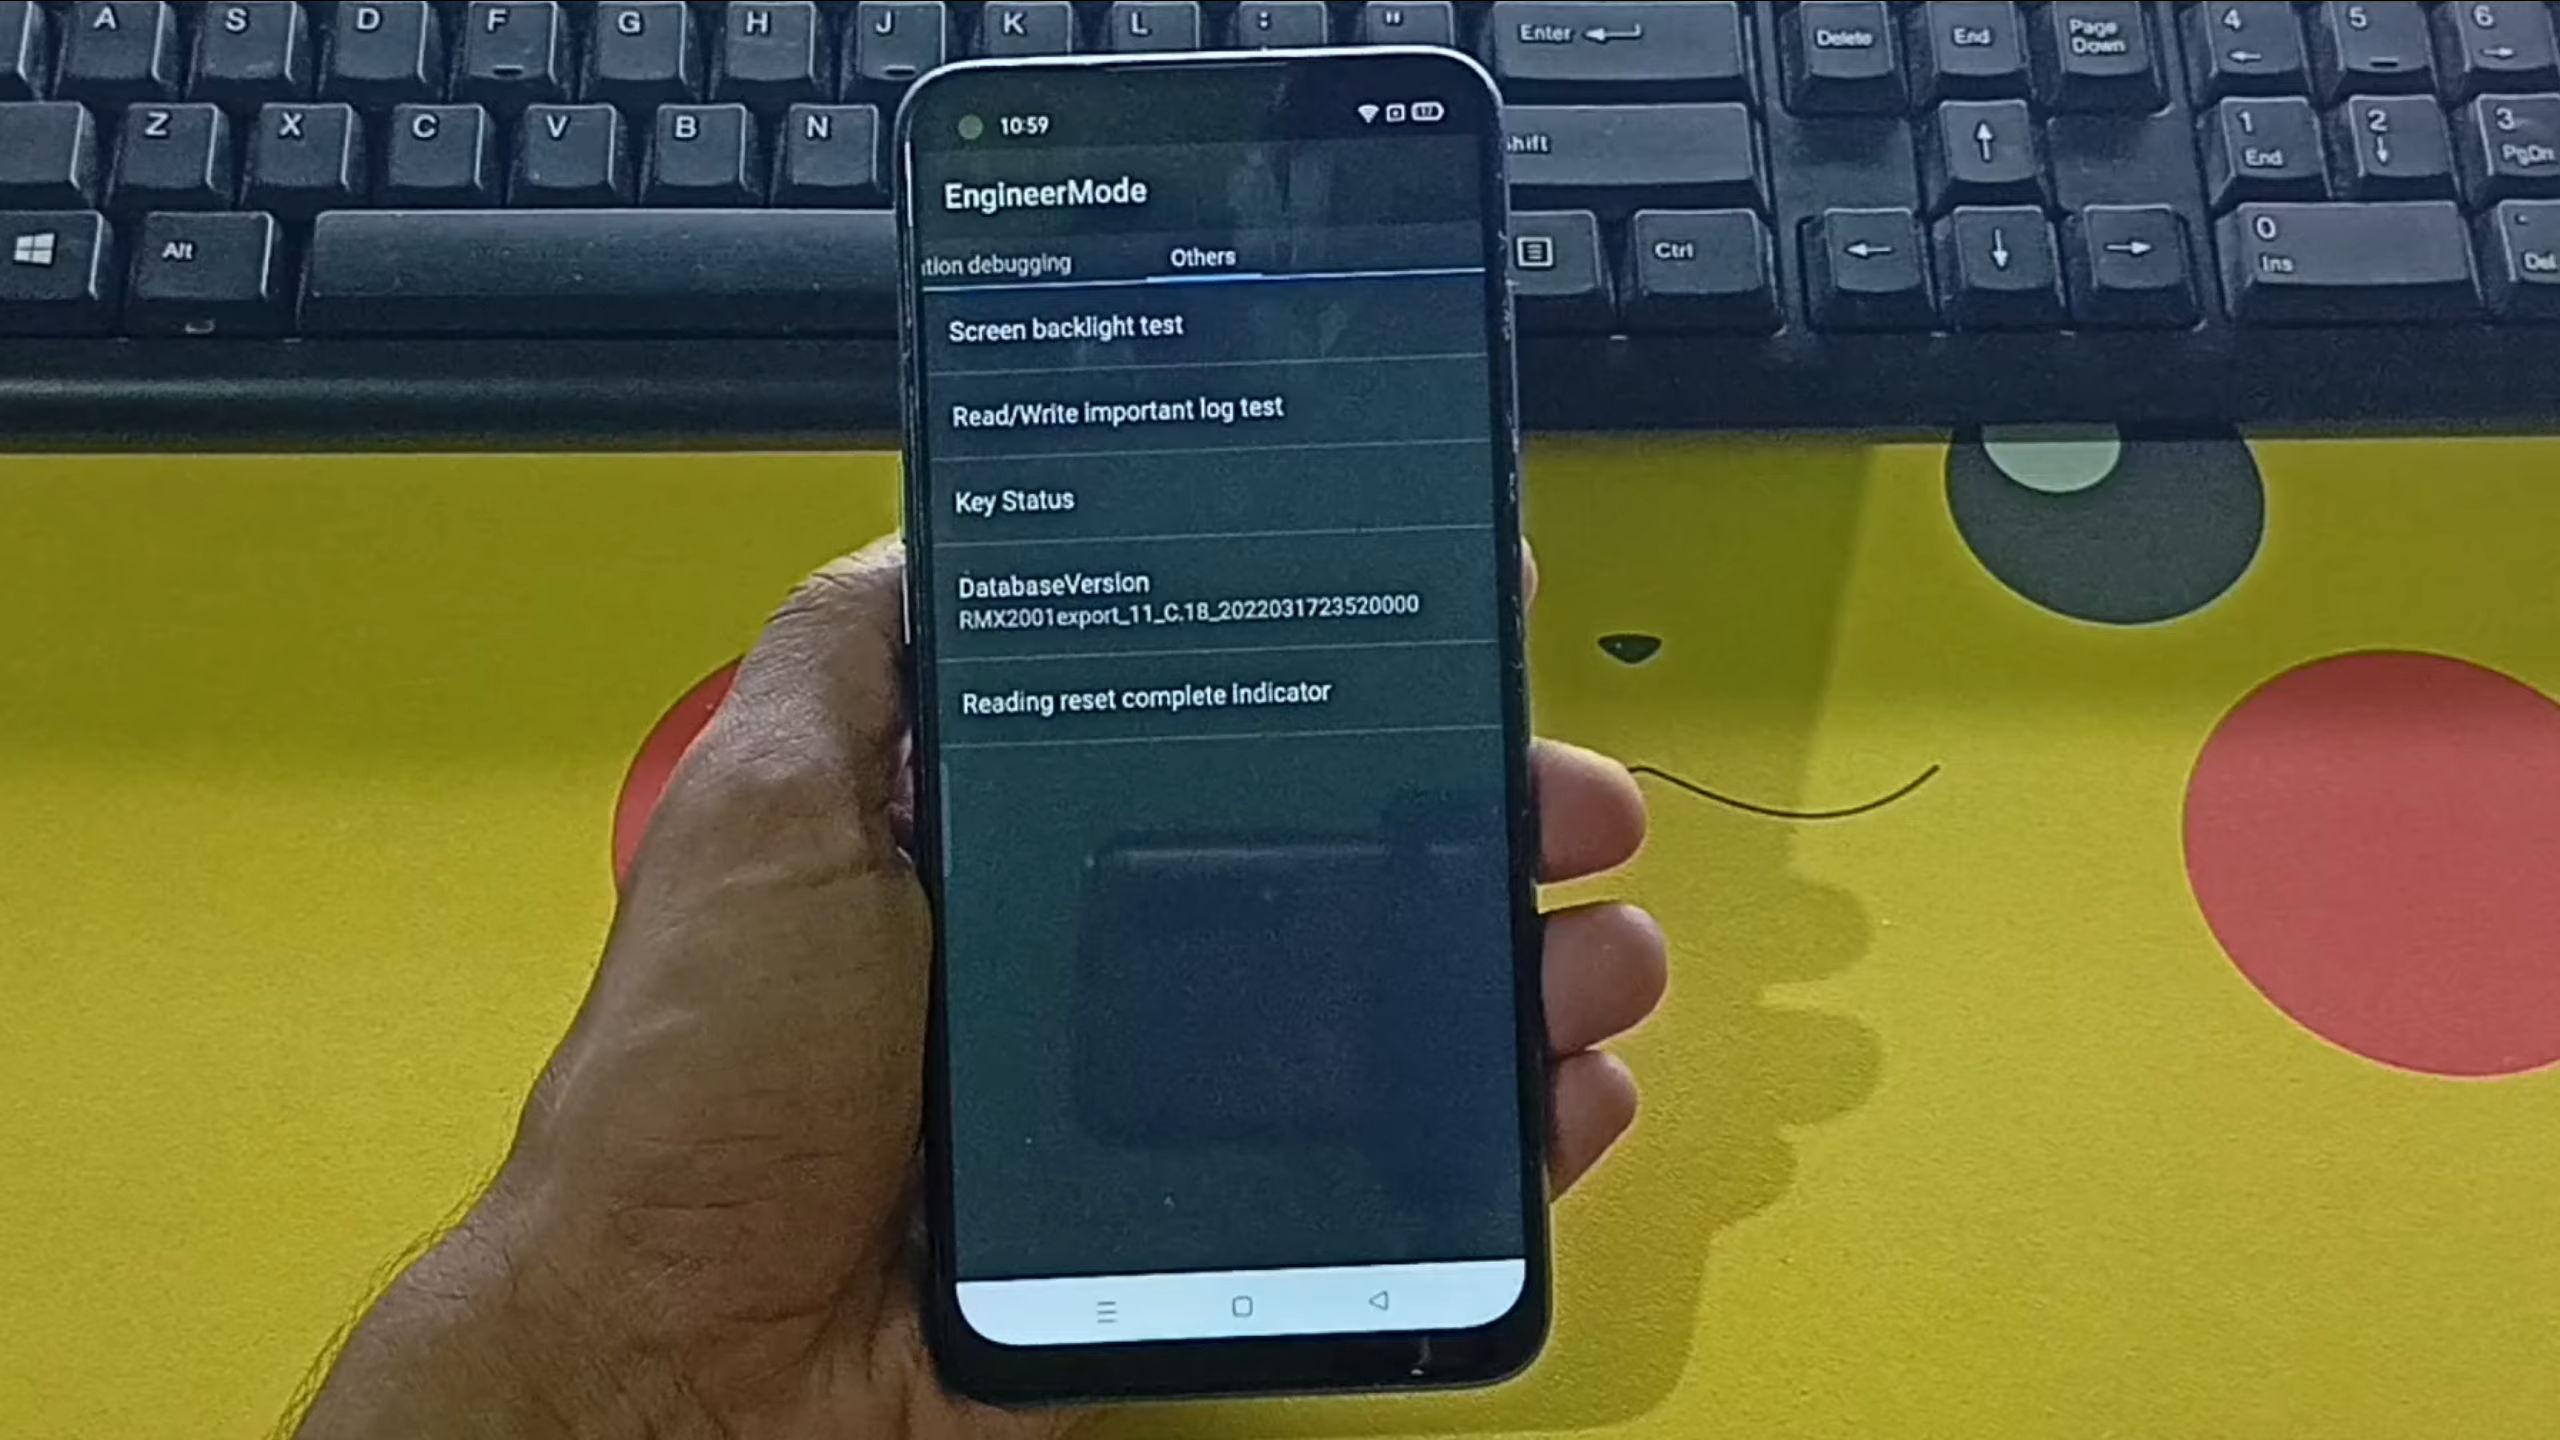 A S D F G H J K L : "
Enter
Delete
End
Page
Down
4
5
6
Z X C V B N
hift
1
End
2
3
PgDn
Alt
Ctrl
0
Ins
Del
10:59
EngineerMode
tion debugging Others
Screen backlight test
Read/Write important log test
Key Status
DatabaseVersion
RMX2001export_11_C.18_2022031723520000
Reading reset complete indicator